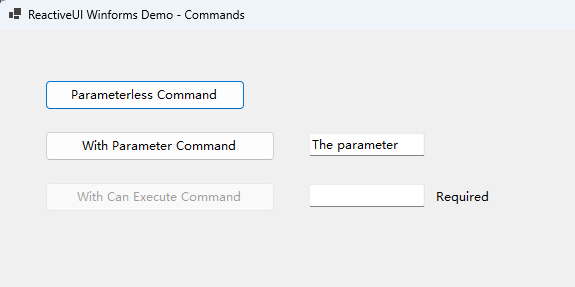 ReactiveUI Winforms Demo - Commands
Parameterless Command
With Parameter Command The parameter
With Can Execute Command Required